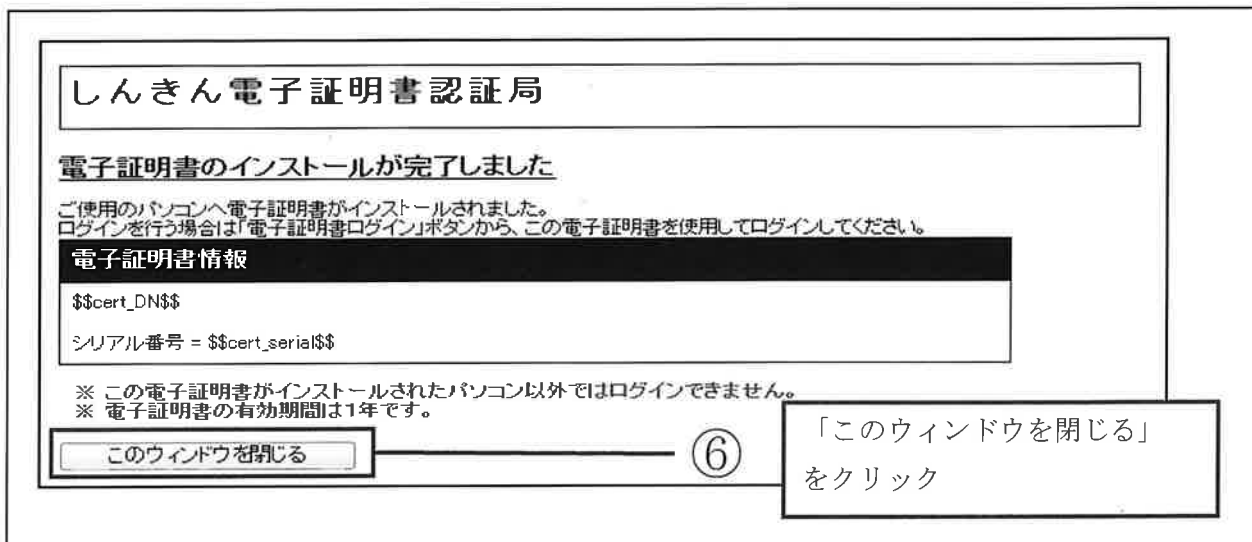 しんきん電子証明書認証局
電子証明書のインストールが完了しました
ご使用のパソコンへ電子証明書がインストールされました。
ログインを行う場合は「電子証明書ログイン」ボタンから、この電子証明書を使用してログインしてください。
電子証明書情報
$$cert_DN$$
シリアル番号 = $$cert_serial$$
※ この電子証明書がインストールされたパソコン以外ではログインできません。
※ 電子証明書の有効期間は1年です。
このウィンドウを閉じる
⑥
「このウィンドウを閉じる」
をクリック